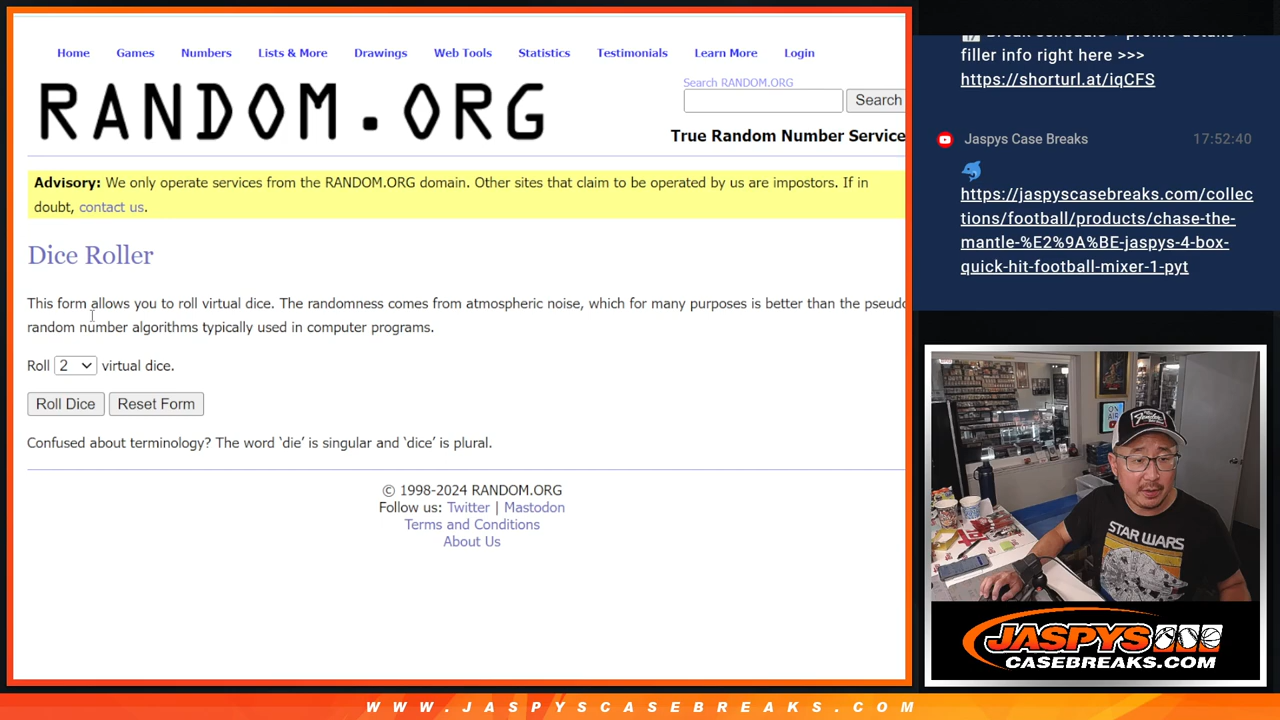 Home Games Numbers Lists & More Drawings Web Tools Statistics Testimonials Learn More Login
RANDOM.ORG
Search RANDOM.ORG
Search
True Random Number Service
Advisory: We only operate services from the RANDOM.ORG domain. Other sites that claim to be operated by us are impostors. If in
doubt, contact us.
Dice Roller
This form allows you to roll virtual dice. The randomness comes from atmospheric noise, which for many purposes is better than the pseudo
random number algorithms typically used in computer programs.
Roll 2 virtual dice.
Roll Dice Reset Form
Confused about terminology? The word ‘die’ is singular and ‘dice’ is plural.
© 1998-2024 RANDOM.ORG
Follow us: Twitter | Mastodon
Terms and Conditions
About Us
filler info right here >>>
https://shorturl.at/iqCFS
Jaspys Case Breaks 17:52:40
https://jaspyscasebreaks.com/collec
tions/football/products/chase-the-
mantle-%E2%9A%BE-jaspys-4-box-
quick-hit-football-mixer-1-pyt
ON
AIR
STAR WARS
JASPYS
CASEBREAKS.COM
WWW.JASPYSCASEBREAKS.COM